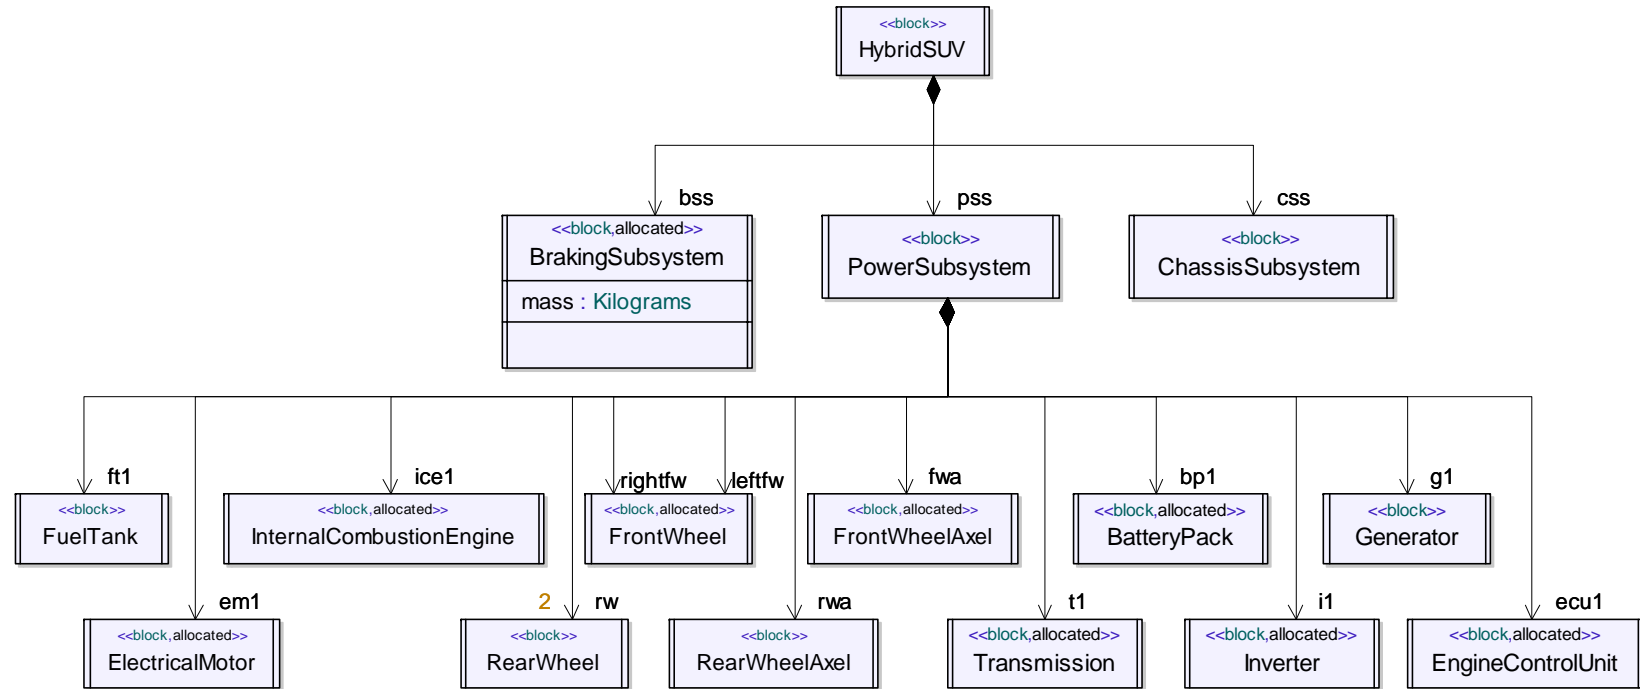 <<block>>
HybridSUV
bss
pss
css
<<block,allocated>>
BrakingSubsystem
mass : Kilograms
<<block>>
PowerSubsystem
<<block>>
ChassisSubsystem
ft1
ice1
rightfw
leftfw
fwa
bp1
g1
<<block>>
FuelTank
<<block,allocated>>
InternalCombustionEngine
<<block,allocated>>
FrontWheel
<<block,allocated>>
FrontWheelAxel
<<block,allocated>>
BatteryPack
<<block>>
Generator
em1
2
rw
rwa
t1
i1
ecu1
<<block,allocated>>
ElectricalMotor
<<block>>
RearWheel
<<block,allocated>>
RearWheelAxel
<<block,allocated>>
Transmission
<<block,allocated>>
Inverter
<<block,allocated>>
EngineControlUnit